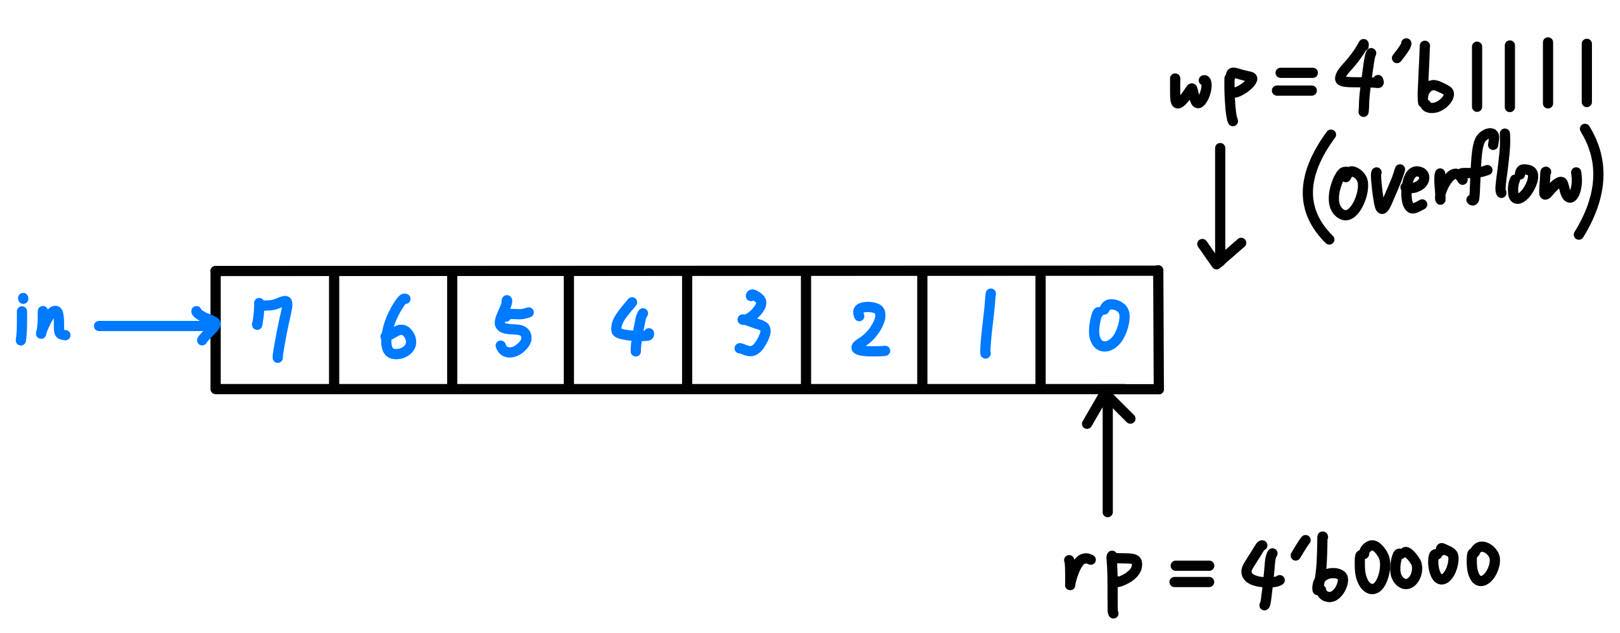 wp = 4'b1111
(overflow)
in
7 6 5 4 3 2 1 0
rp = 4'b0000